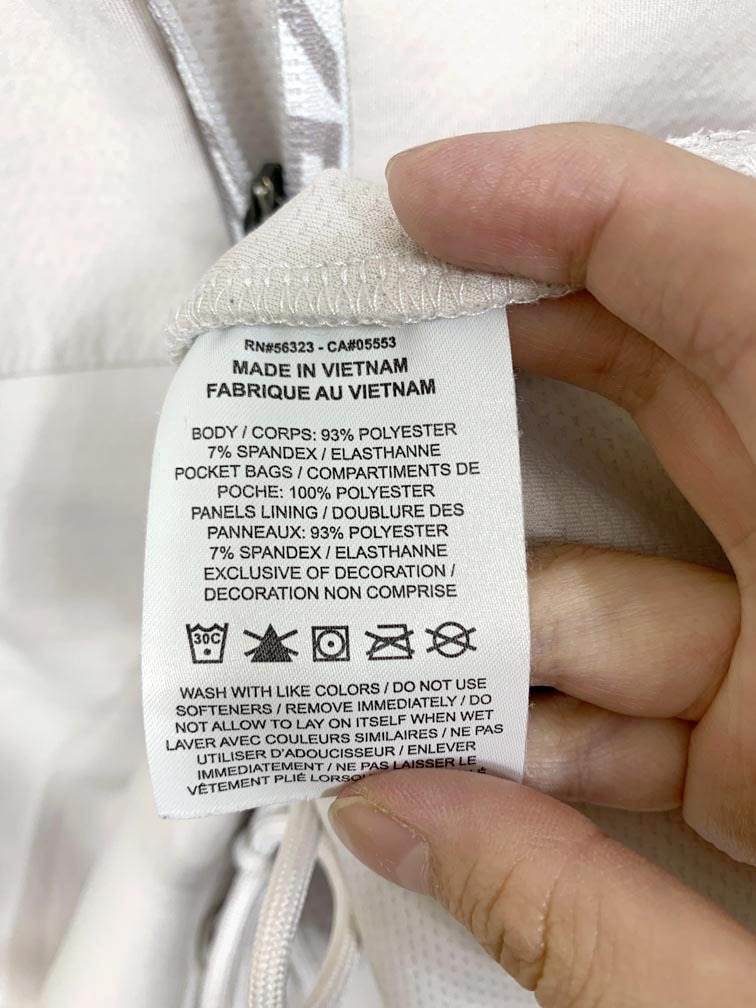 RN#56323 - CA#05553
MADE IN VIETNAM
FABRIQUE AU VIETNAM
BODY / CORPS: 93% POLYESTER
7% SPANDEX / ELASTHANNE
POCKET BAGS / COMPARTIMENTS DE
POCHE: 100% POLYESTER
PANELS LINING / DOUBLURE DES
PANNEAUX: 93% POLYESTER
7% SPANDEX / ELASTHANNE
EXCLUSIVE OF DECORATION /
DECORATION NON COMPRISE
30C
WASH WITH LIKE COLORS / DO NOT USE
SOFTENERS / REMOVE IMMEDIATELY / DO
NOT ALLOW TO LAY ON ITSELF WHEN WET
LAVER AVEC COULEURS SIMILAIRES / NE PAS
UTILISER D'ADOUCISSEUR / ENLEVER
IMMEDIATEMENT / NE PAS LAISSER LE
VÊTEMENT PLIÉ